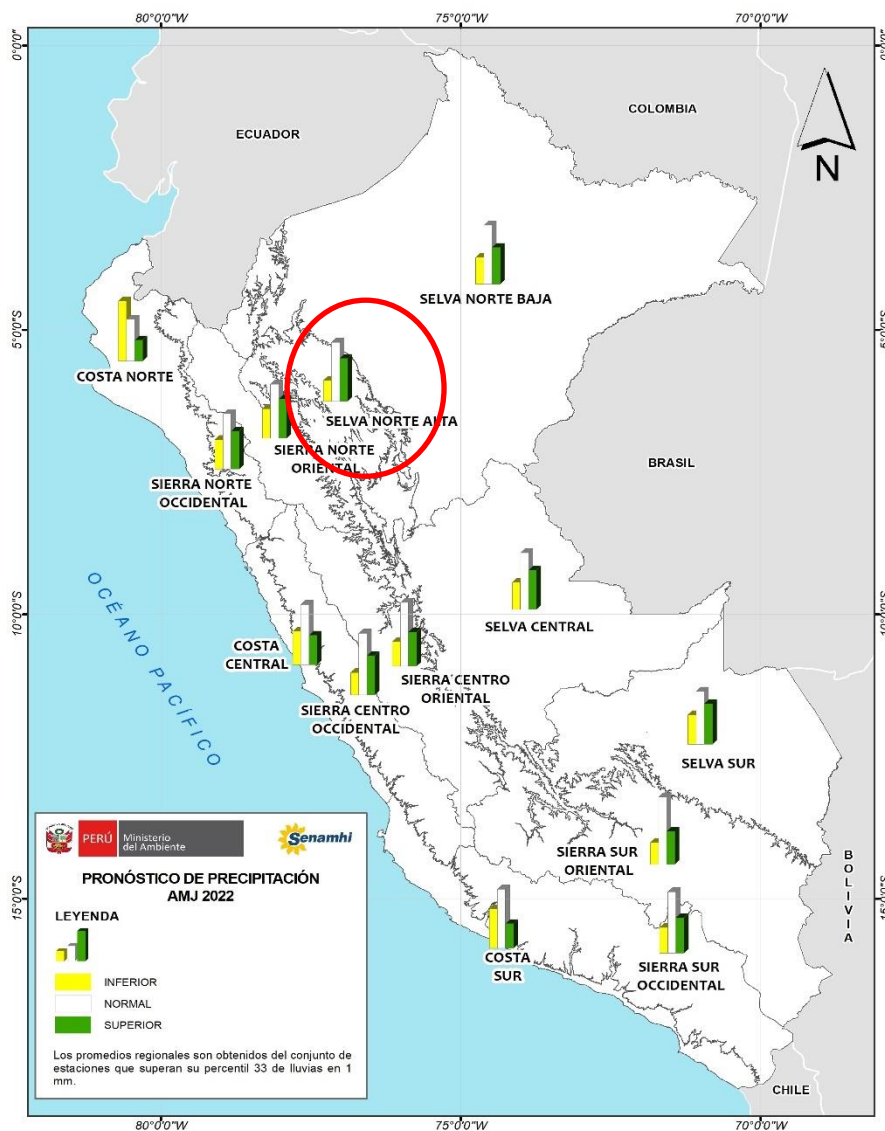 80°0'0"W 75°0'0"W 70°0'0"W
0°0'0" 0°0'0"
COLOMBIA
ECUADOR
N
SELVA NORTE BAJA
5°0'0"S 5°0'0"S
COSTA NORTE
SELVA NORTE ALTA
SIERRA NORTE
ORIENTAL
BRASIL
SIERRA NORTE
OCCIDENTAL
OCÉANO PACÍFICO
10°0'0"S 10°0'0"S
SELVA CENTRAL
COSTA
CENTRAL
SIERRA CENTRO
ORIENTAL
SIERRA CENTRO
OCCIDENTAL
SELVA SUR
SIERRA SUR
ORIENTAL
BOLIVIA
15°0'0"S 15°0'0"S
COSTA
SUR
SIERRA SUR
OCCIDENTAL
CHILE
PERÚ Ministerio
del Ambiente
Senamhi
PRONÓSTICO DE PRECIPITACIÓN
AMJ 2022
LEYENDA
INFERIOR
NORMAL
SUPERIOR
Los promedios regionales son obtenidos del conjunto de
estaciones que superan su percentil 33 de lluvias en 1
mm.
80°0'0"W 75°0'0"W 70°0'0"W